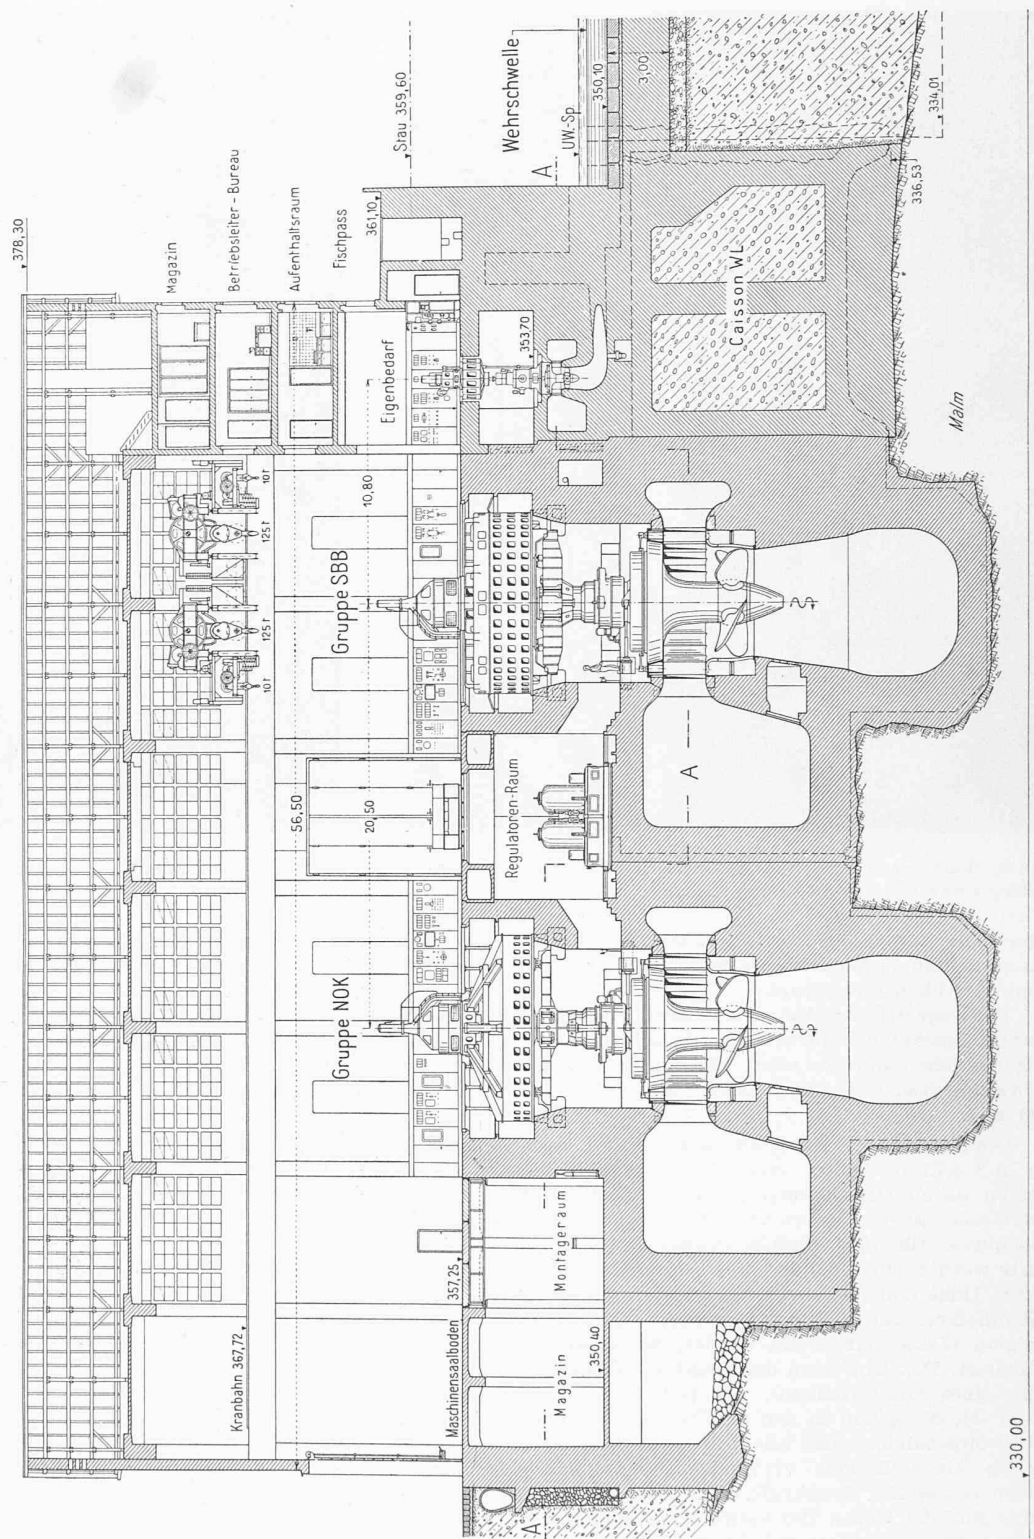 378,30
Magazin
Betriebsleiter - Bureau
Aufenthaltsraum
Fischpass
361,10
Stau 359,60
Wehrschwelle
UW.-Sp.
350,10
3,00
334,01
336,53
A
Eigenbedarf
353,70
Caisson WL
Malm
10 t
125 t
125 t
10 t
10,80
Gruppe SBB
56,50
20,50
Regulatoren-Raum
A
Gruppe NOK
Kranbahn 367,72
Maschinensaalboden
357,25
Montageraum
Magazin
350,40
A
330,00